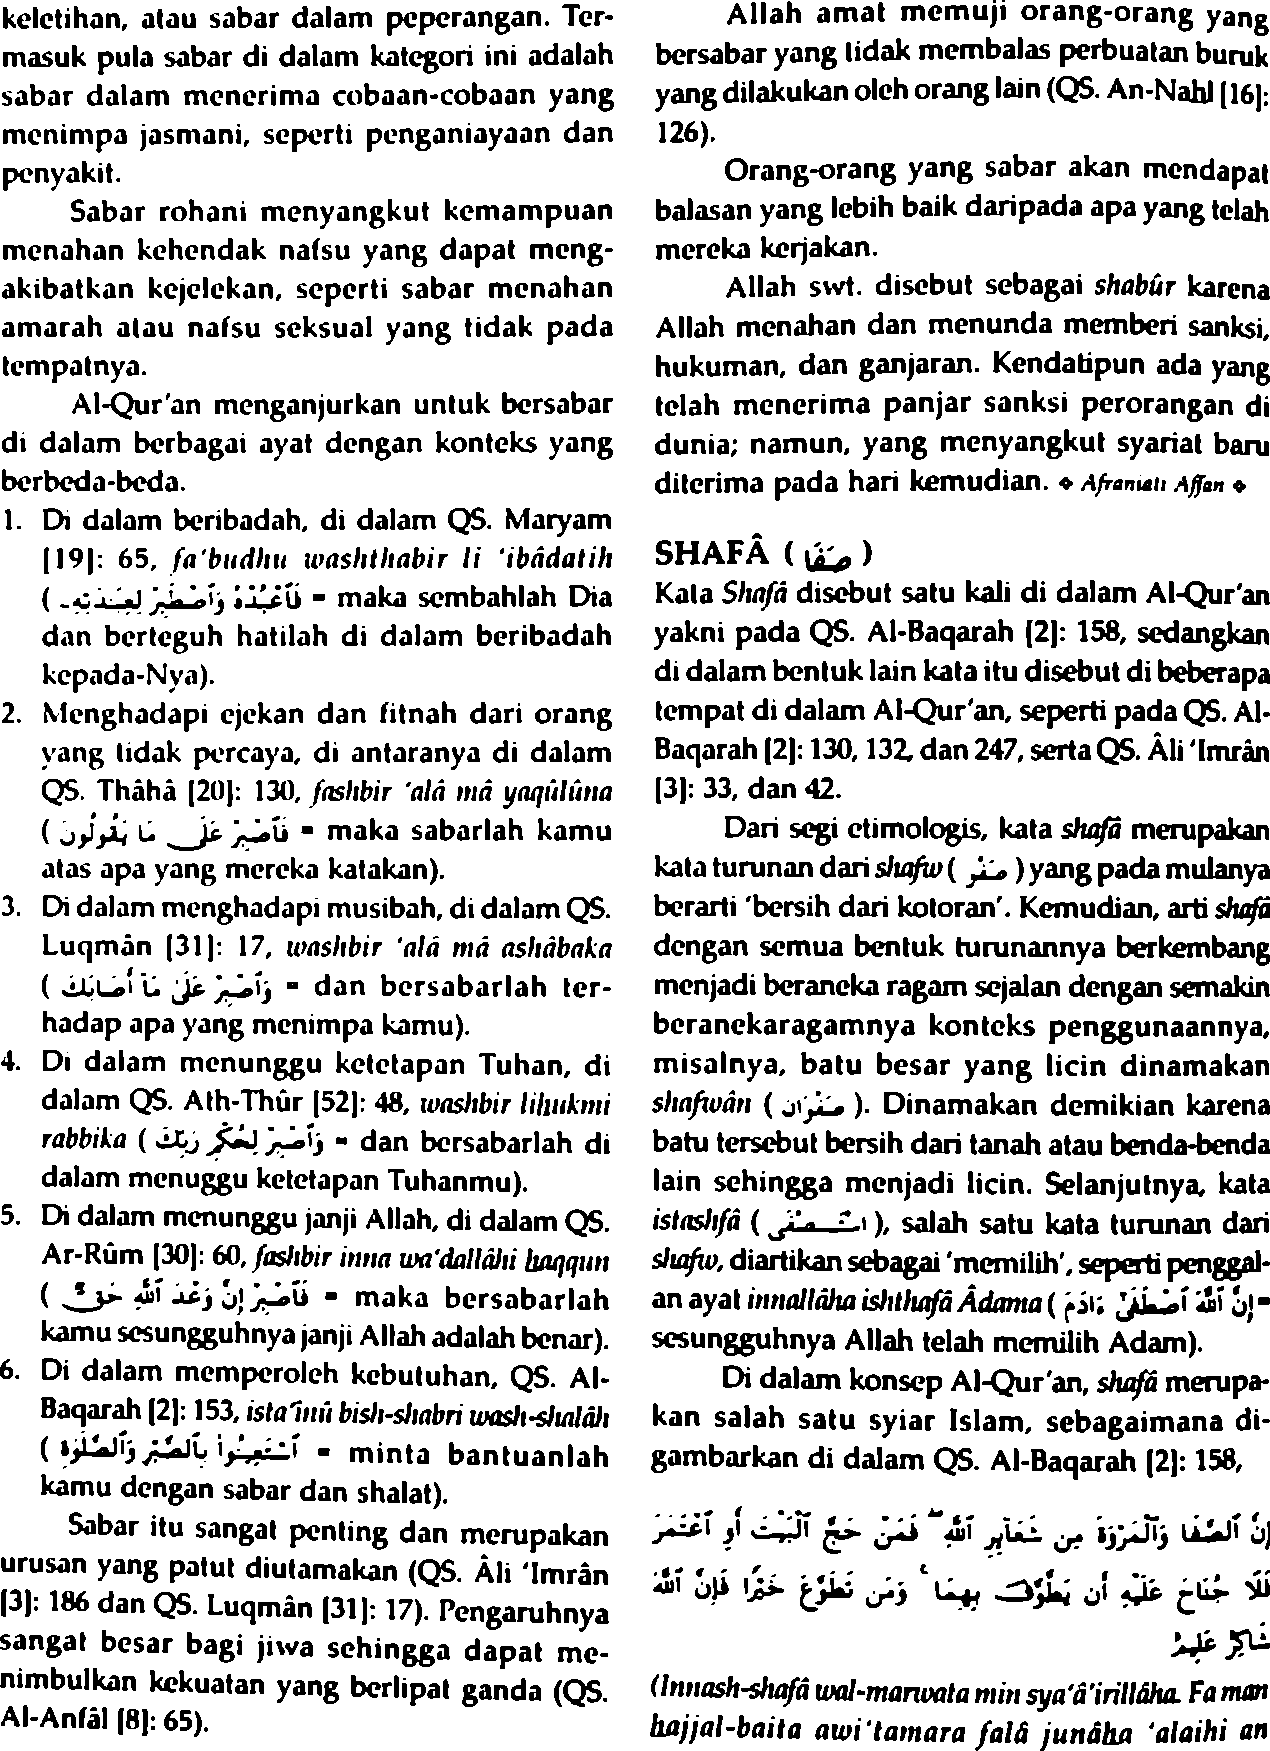 keletihan, atau sabar dalam peperangan. Ter-
masuk pula sabar di dalam kategori ini adalah
sabar dalam menerima cobaan-cobaan yang
menimpa jasmani, seperti penganiayaan dan
penyakit.
Sabar rohani menyangkut kemampuan
menahan kehendak nafsu yang dapat meng-
akibatkan kejelekan, seperti sabar menahan
amarah atau nafsu seksual yang tidak pada
tempatnya.
Al-Qur'an menganjurkan untuk bersabar
di dalam berbagai ayat dengan konteks yang
berbeda-beda.
1. Di dalam beribadah, di dalam QS. Maryam
[19]: 65, fa'budhu washthabir li 'ibâdatih
( فَٱعْبُدْهُ وَٱصْطَبِرْ لِعِبَـٰدَتِهِۦ = maka sembahlah Dia
dan berteguh hatilah di dalam beribadah
kepada-Nya).
2. Menghadapi ejekan dan fitnah dari orang
yang tidak percaya, di antaranya di dalam
QS. Thâhâ [20]: 130, fashbir 'alâ mâ yaqûlûna
( فَٱصْبِرْ عَلَىٰ مَا يَقُولُونَ = maka sabarlah kamu
atas apa yang mereka katakan).
3. Di dalam menghadapi musibah, di dalam QS.
Luqmân [31]: 17, washbir 'alâ mâ ashâbaka
( وَٱصْبِرْ عَلَىٰ مَآ أَصَابَكَ = dan bersabarlah ter-
hadap apa yang menimpa kamu).
4. Di dalam menunggu ketetapan Tuhan, di
dalam QS. Ath-Thûr [52]: 48, washbir lihukmi
rabbika ( وَٱصْبِرْ لِحُكْمِ رَبِّكَ = dan bersabarlah di
dalam menuggu ketetapan Tuhanmu).
5. Di dalam menunggu janji Allah, di dalam QS.
Ar-Rûm [30]: 60, fashbir inna wa'dallâhi haqqun
( فَٱصْبِرْ إِنَّ وَعْدَ ٱللَّهِ حَقٌّ = maka bersabarlah
kamu sesungguhnya janji Allah adalah benar).
6. Di dalam memperoleh kebutuhan, QS. Al-
Baqarah [2]: 153, ista'înû bish-shabri wash-shalâh
( ٱسْتَعِينُوا۟ بِٱلصَّبْرِ وَٱلصَّلَوٰةِ = minta bantuanlah
kamu dengan sabar dan shalat).
Sabar itu sangat penting dan merupakan
urusan yang patut diutamakan (QS. Âli 'Imrân
[3]: 186 dan QS. Luqmân [31]: 17). Pengaruhnya
sangat besar bagi jiwa sehingga dapat me-
nimbulkan kekuatan yang berlipat ganda (QS.
Al-Anfâl [8]: 65).
Allah amat memuji orang-orang yang
bersabar yang tidak membalas perbuatan buruk
yang dilakukan oleh orang lain (QS. An-Nahl [16]:
126).
Orang-orang yang sabar akan mendapat
balasan yang lebih baik daripada apa yang telah
mereka kerjakan.
Allah swt. disebut sebagai shabûr karena
Allah menahan dan menunda memberi sanksi,
hukuman, dan ganjaran. Kendatipun ada yang
telah menerima panjar sanksi perorangan di
dunia; namun, yang menyangkut syariat baru
diterima pada hari kemudian. ❖ Afraniati Affan ❖
SHAFÂ ( صَفَا )
Kata Shafâ disebut satu kali di dalam Al-Qur'an
yakni pada QS. Al-Baqarah [2]: 158, sedangkan
di dalam bentuk lain kata itu disebut di beberapa
tempat di dalam Al-Qur'an, seperti pada QS. Al-
Baqarah [2]: 130, 132, dan 247, serta QS. Âli 'Imrân
[3]: 33, dan 42.
Dari segi etimologis, kata shafâ merupakan
kata turunan dari shafw ( صَفْو ) yang pada mulanya
berarti 'bersih dari kotoran'. Kemudian, arti shafâ
dengan semua bentuk turunannya berkembang
menjadi beraneka ragam sejalan dengan semakin
beranekaragamnya konteks penggunaannya,
misalnya, batu besar yang licin dinamakan
shafwân ( صَفْوَان ). Dinamakan demikian karena
batu tersebut bersih dari tanah atau benda-benda
lain sehingga menjadi licin. Selanjutnya, kata
istashfâ ( اسْتَصْفَى ), salah satu kata turunan dari
shafw, diartikan sebagai 'memilih', seperti penggal-
an ayat innallâha ishthafâ Âdama ( إِنَّ ٱللَّهَ ٱصْطَفَىٰٓ ءَادَمَ =
sesungguhnya Allah telah memilih Adam).
Di dalam konsep Al-Qur'an, shafâ merupa-
kan salah satu syiar Islam, sebagaimana di-
gambarkan di dalam QS. Al-Baqarah [2]: 158,
إِنَّ ٱلصَّفَا وَٱلْمَرْوَةَ مِن شَعَآئِرِ ٱللَّهِ ۖ فَمَنْ حَجَّ ٱلْبَيْتَ أَوِ ٱعْتَمَرَ
فَلَا جُنَاحَ عَلَيْهِ أَن يَطَّوَّفَ بِهِمَا ۚ وَمَن تَطَوَّعَ خَيْرًا فَإِنَّ ٱللَّهَ
شَاكِرٌ عَلِيمٌ
(Innash-shafâ wal-marwata min sya'â'irillâha. Fa man
hajjal-baita awi'tamara falâ junâha 'alaihi an